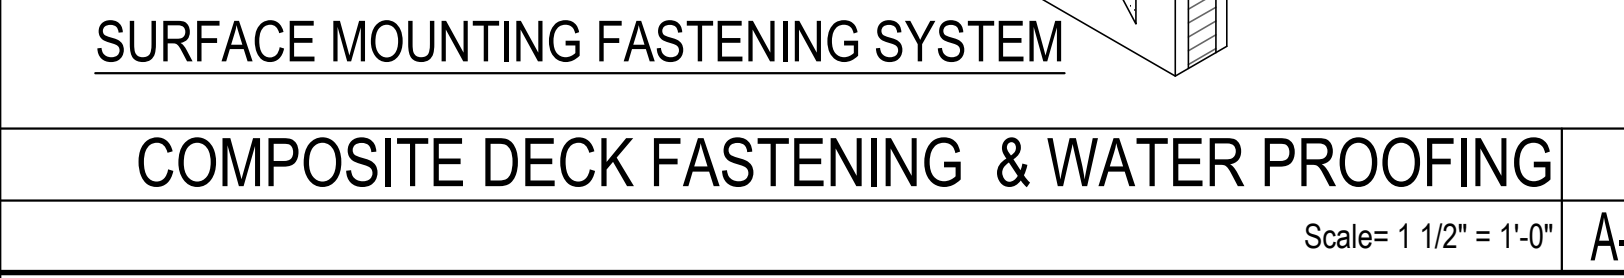 SURFACE MOUNTING FASTENING SYSTEM
COMPOSITE DECK FASTENING & WATER PROOFING
Scale= 1 1/2" = 1'-0"
A-